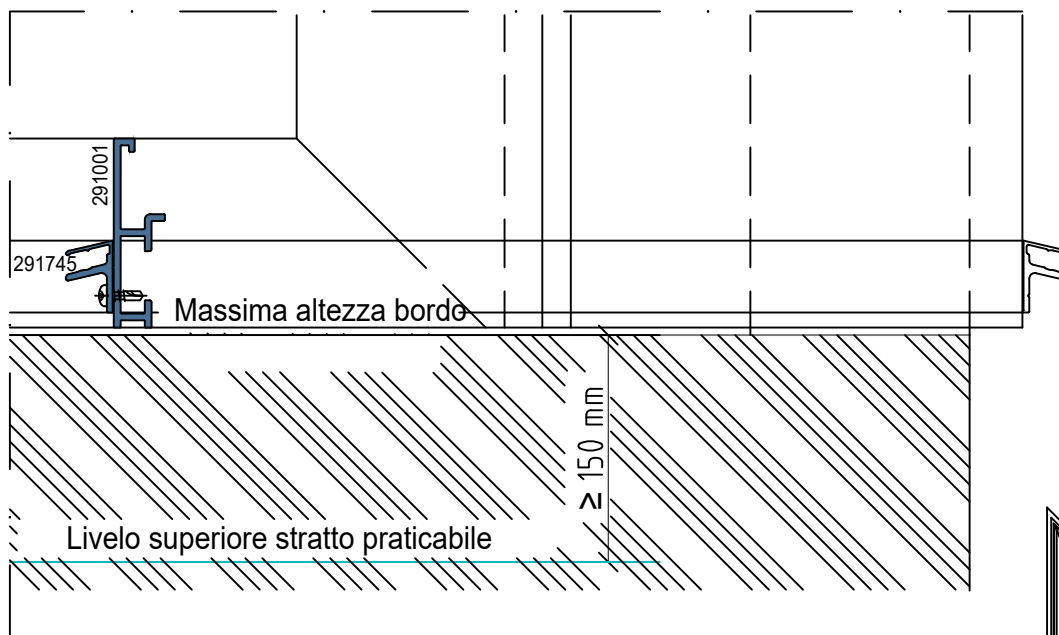 291001
291745
Massima altezza bordo
≥ 150 mm
Livelo superiore stratto praticabile